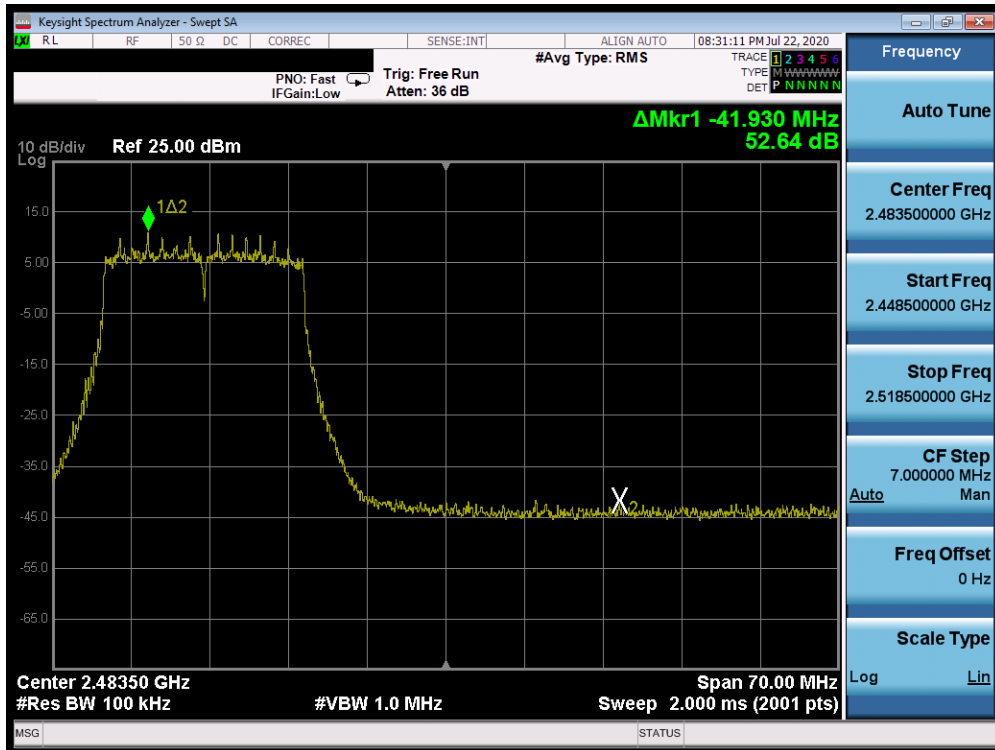 Keysight Spectrum Analyzer - Swept SA
LXI RL RF 50 Ω DC CORREC SENSE:INT ALIGN AUTO 08:31:11 PM Jul 22, 2020
#Avg Type: RMS
TRACE 1 2 3 4 5 6
PNO: Fast Trig: Free Run
TYPE M WWWWW
IFGain:Low Atten: 36 dB
DET P N N N N N
ΔMkr1 -41.930 MHz
52.64 dB
10 dB/div Ref 25.00 dBm
Log
1Δ2
15.0
5.00
-5.00
-15.0
-25.0
-35.0
X2
-45.0
-55.0
-65.0
Center 2.48350 GHz Span 70.00 MHz
#Res BW 100 kHz #VBW 1.0 MHz Sweep 2.000 ms (2001 pts)
MSG STATUS
Frequency
Auto Tune
Center Freq
2.483500000 GHz
Start Freq
2.448500000 GHz
Stop Freq
2.518500000 GHz
CF Step
7.000000 MHz
Auto Man
Freq Offset
0 Hz
Scale Type
Log Lin